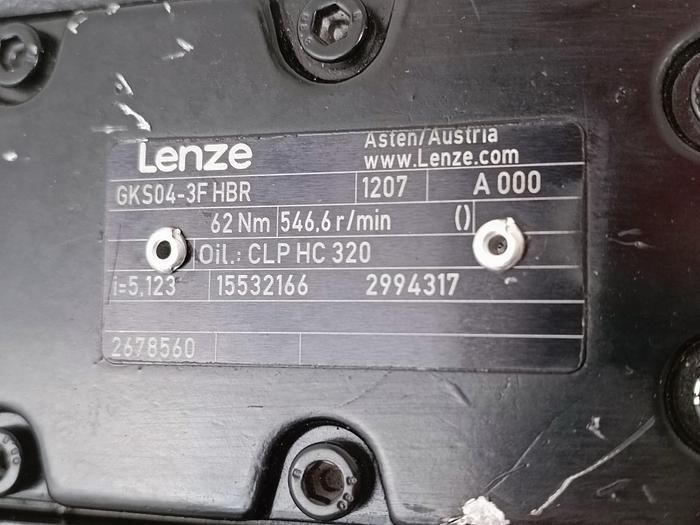 Lenze
Asten/Austria
www.Lenze.com
GKS04-3F HBR 1207 A 000
62 Nm 546,6 r/min ()
Oil.: CLP HC 320
i=5,123 15532166 2994317
2678560